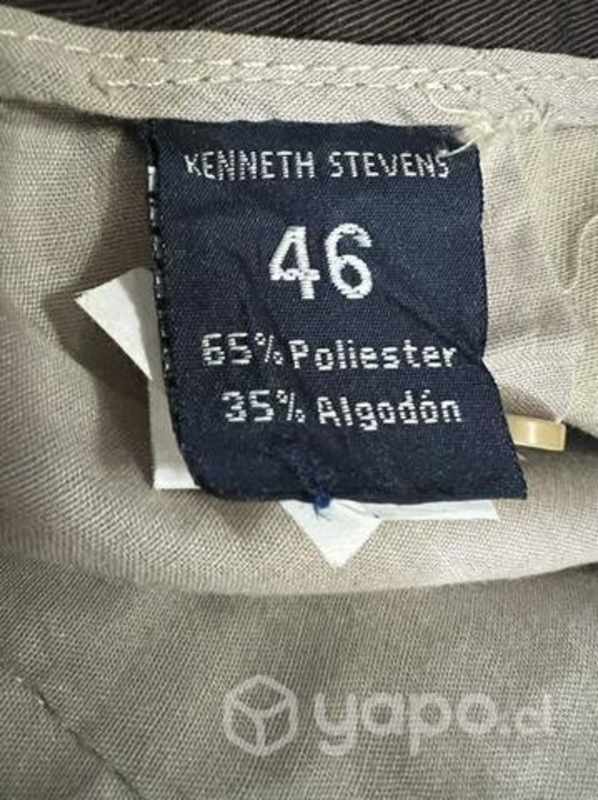 KENNETH STEVENS
46
65% Poliester
35% Algodón
yapo.cl